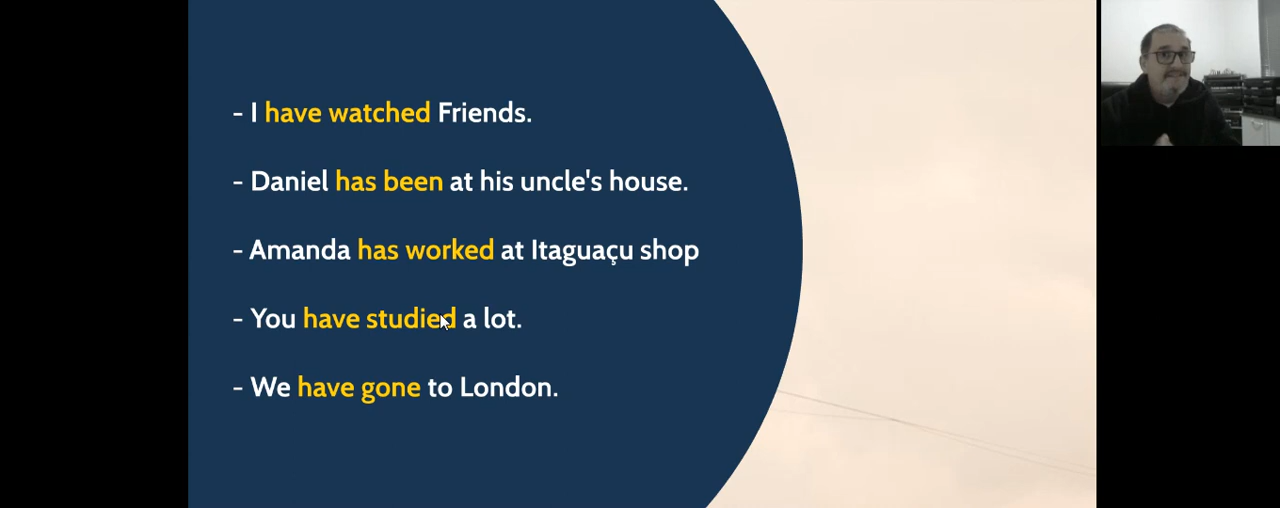 - I have watched Friends.
- Daniel has been at his uncle's house.
- Amanda has worked at Itaguaçu shop
- You have studied a lot.
- We have gone to London.